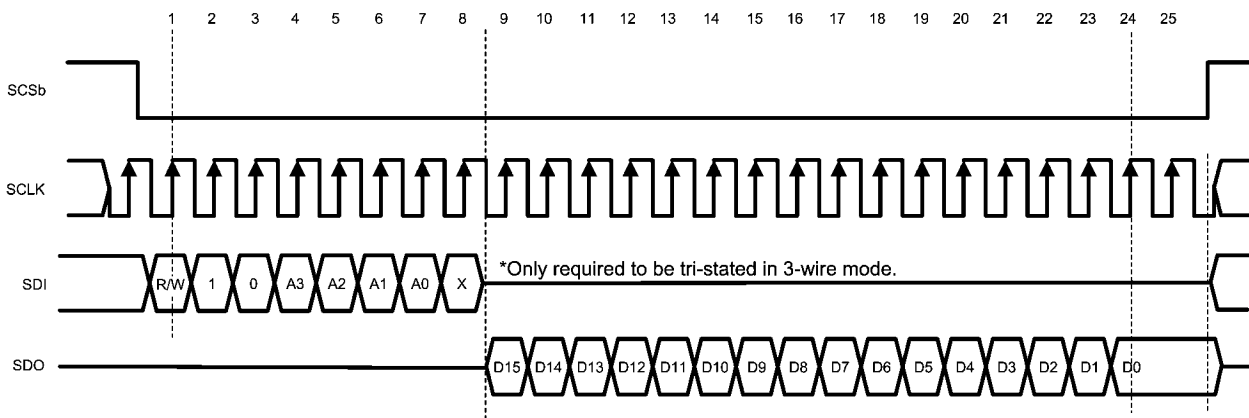 1 2 3 4 5 6 7 8 9 10 11 12 13 14 15 16 17 18 19 20 21 22 23 24 25
SCSb
SCLK
SDI R/W 1 0 A3 A2 A1 A0 X *Only required to be tri-stated in 3-wire mode.
SDO D15 D14 D13 D12 D11 D10 D9 D8 D7 D6 D5 D4 D3 D2 D1 D0